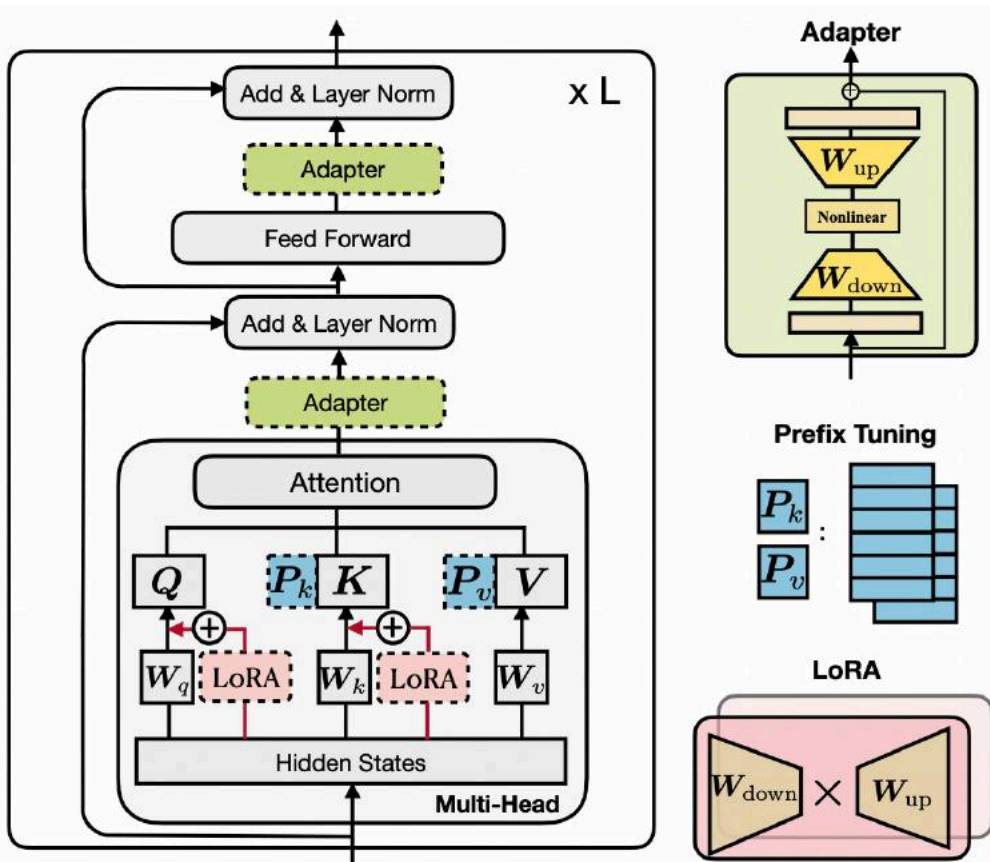 Add & Layer Norm
x L
Adapter
Feed Forward
Add & Layer Norm
Adapter
Attention
Q
P_k
K
P_v
V
+
+
W_q
LoRA
W_k
LoRA
W_v
Hidden States
Multi-Head
Adapter
+
W_up
Nonlinear
W_down
Prefix Tuning
P_k
:
P_v
LoRA
W_down × W_up